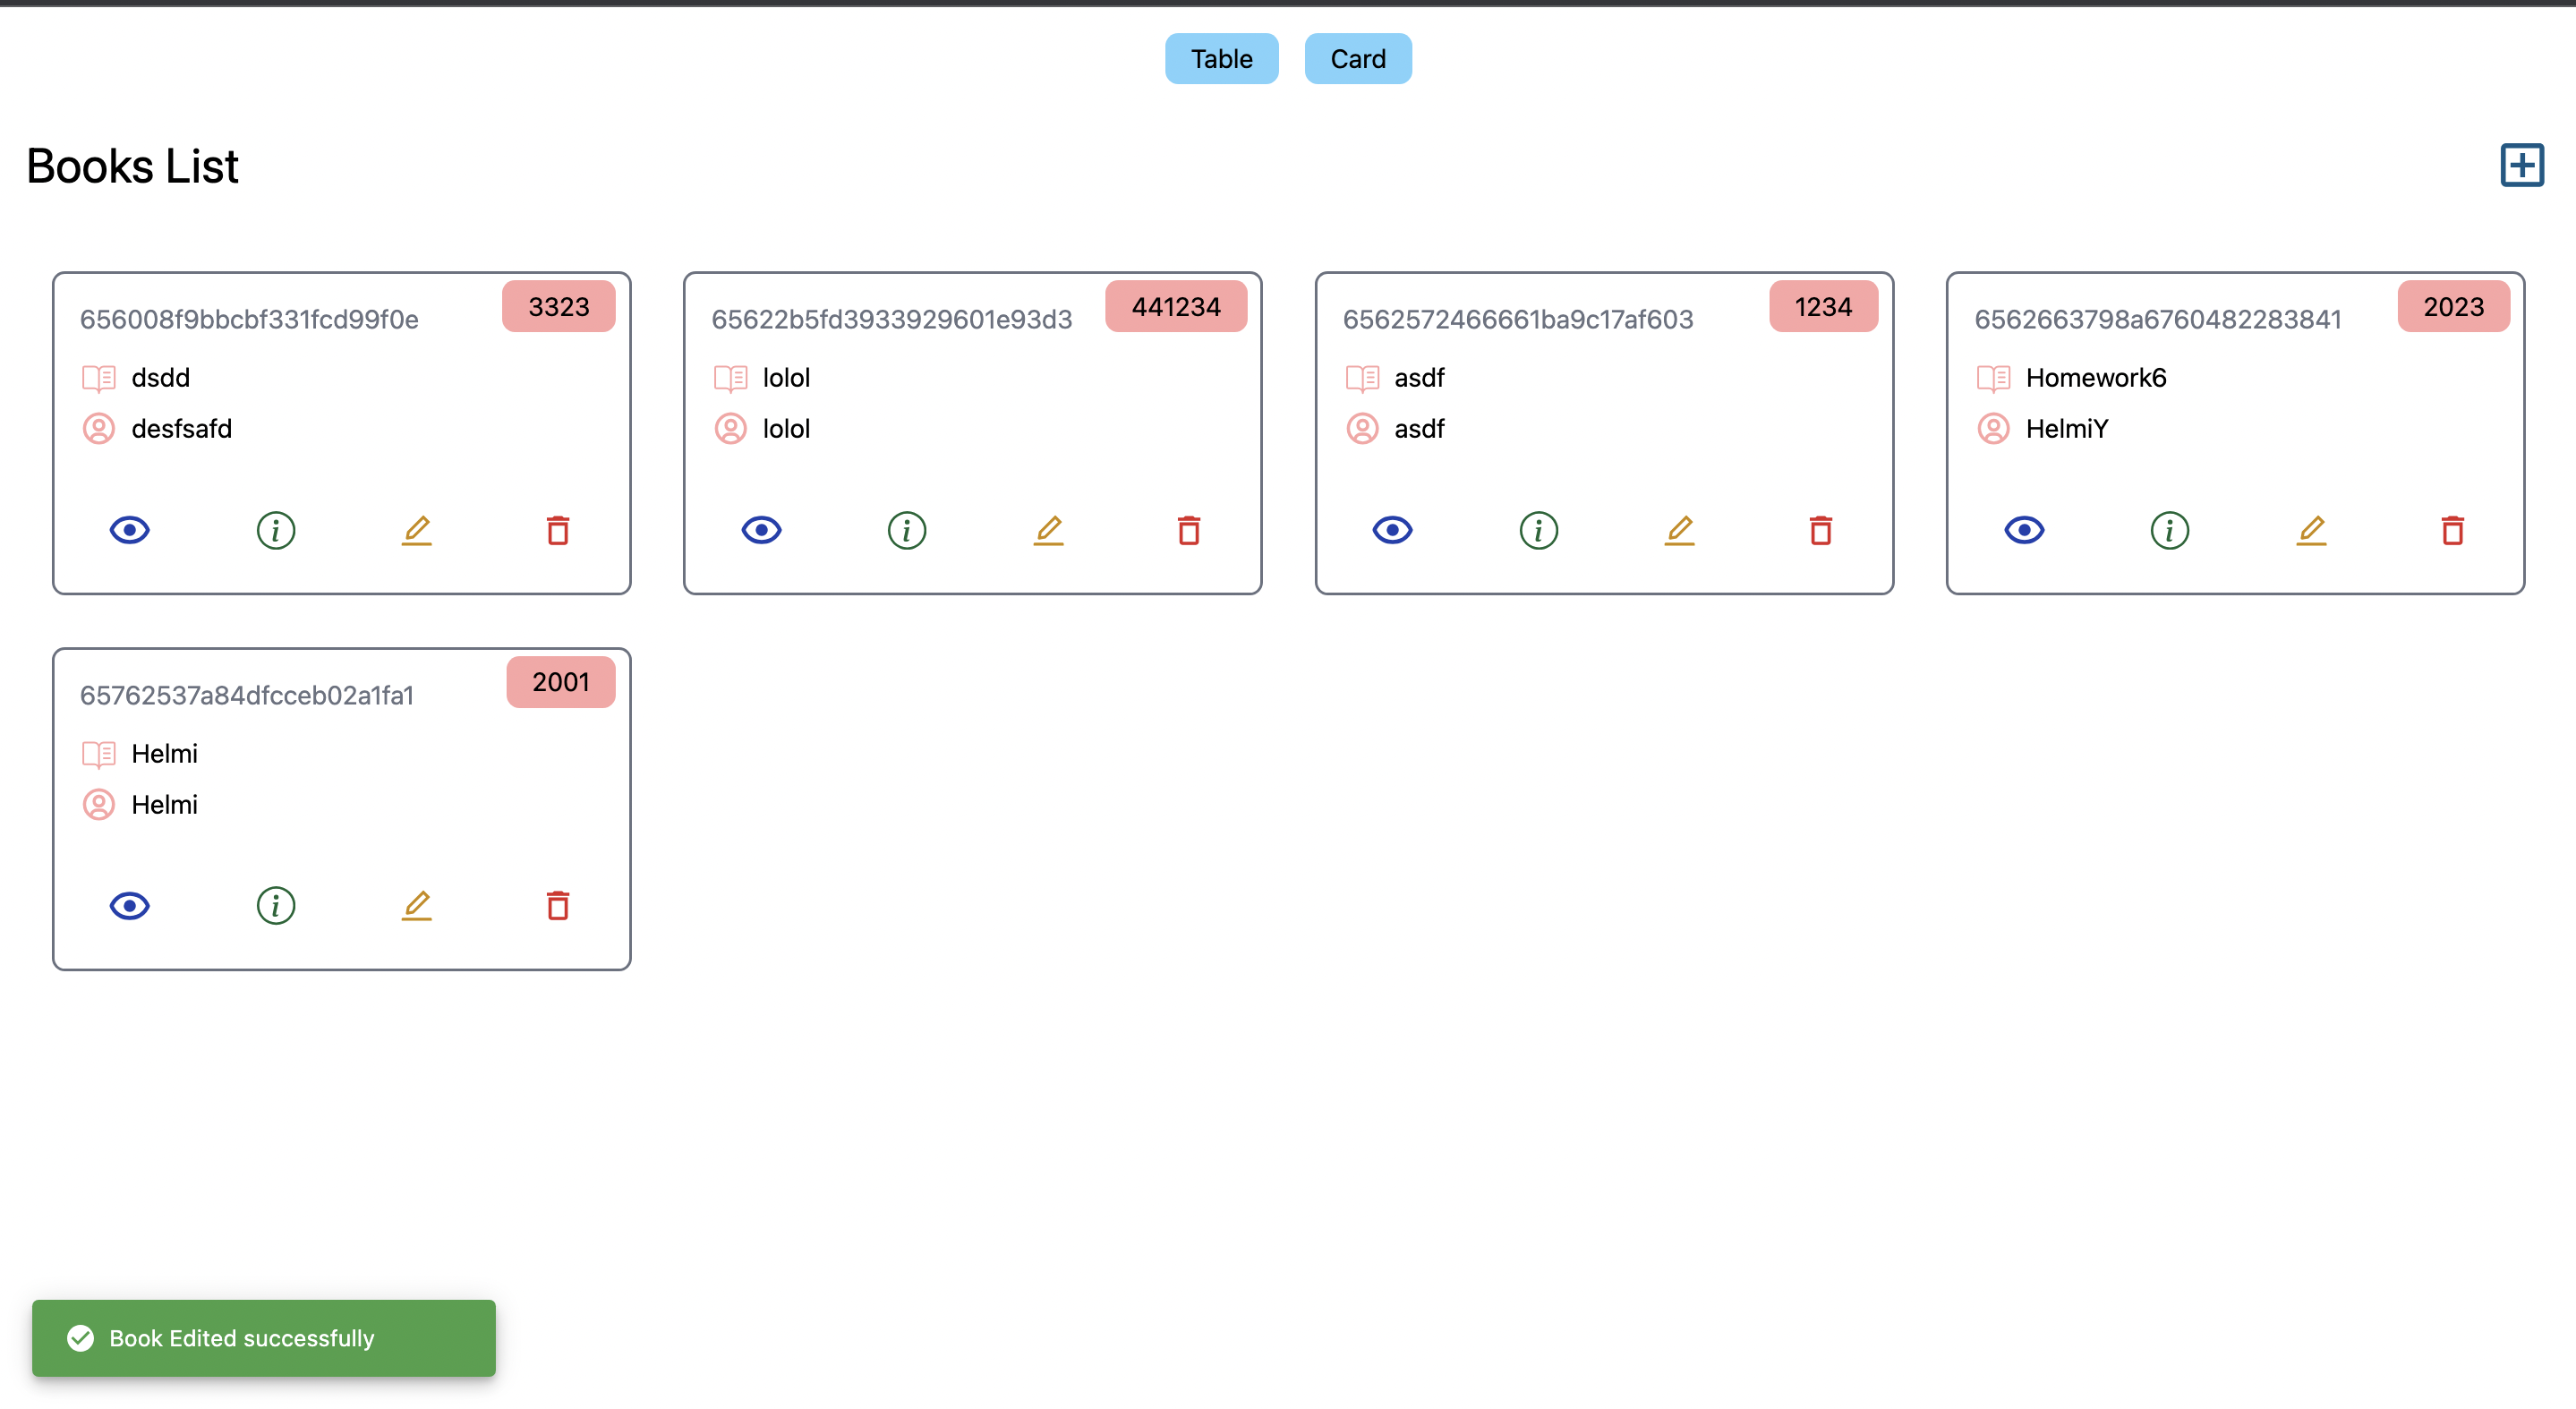 Table
Card
Books List
656008f9bbcbf331fcd99f0e
3323
dsdd
desfsafd
65622b5fd3933929601e93d3
441234
lolol
lolol
6562572466661ba9c17af603
1234
asdf
asdf
6562663798a6760482283841
2023
Homework6
HelmiY
65762537a84dfcceb02a1fa1
2001
Helmi
Helmi
Book Edited successfully